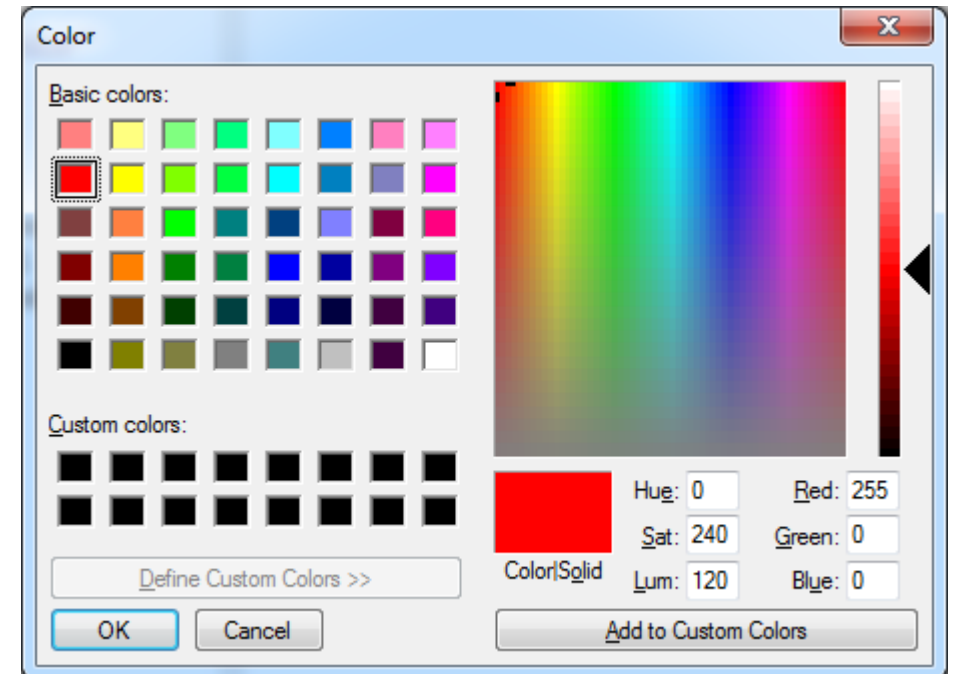 Color
Basic colors:
Custom colors:
Define Custom Colors >>
OK Cancel
Color|Solid
Hue: 0 Red: 255
Sat: 240 Green: 0
Lum: 120 Blue: 0
Add to Custom Colors